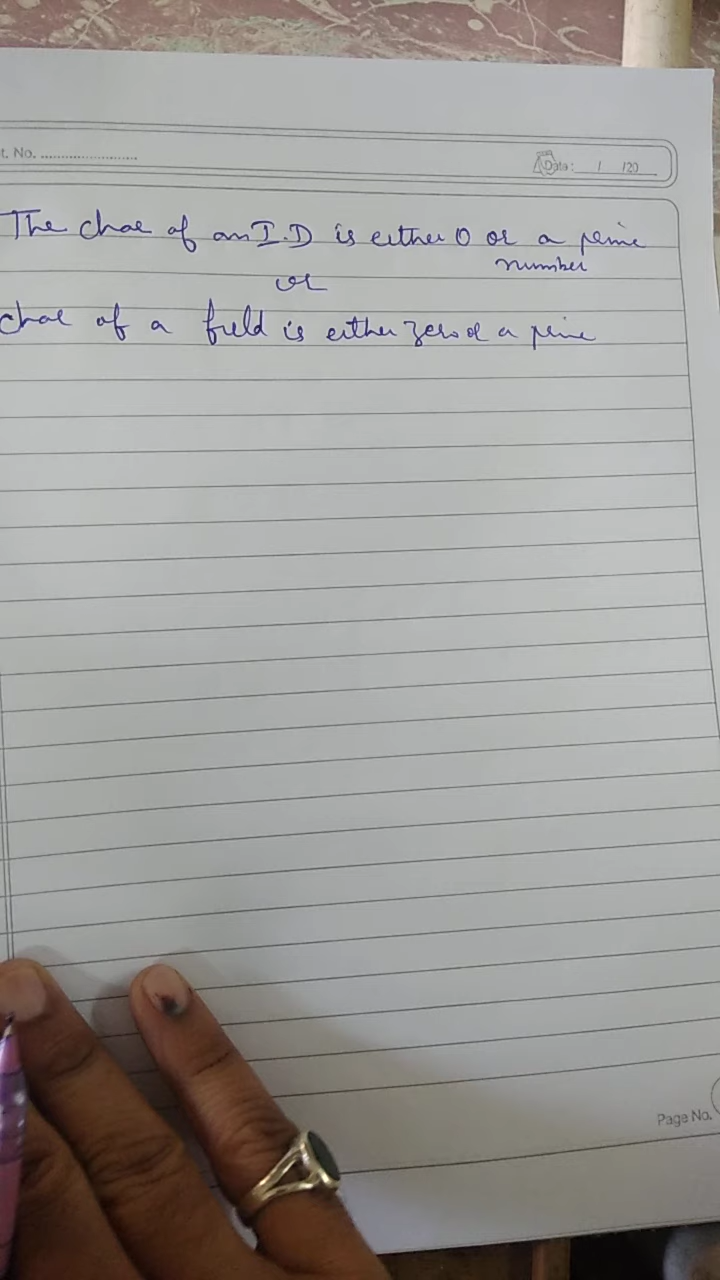 t. No. ........................
Date: / /20
The char of an I.D is either 0 or a prime
number
or
char of a field is either zero or a prime
Page No.